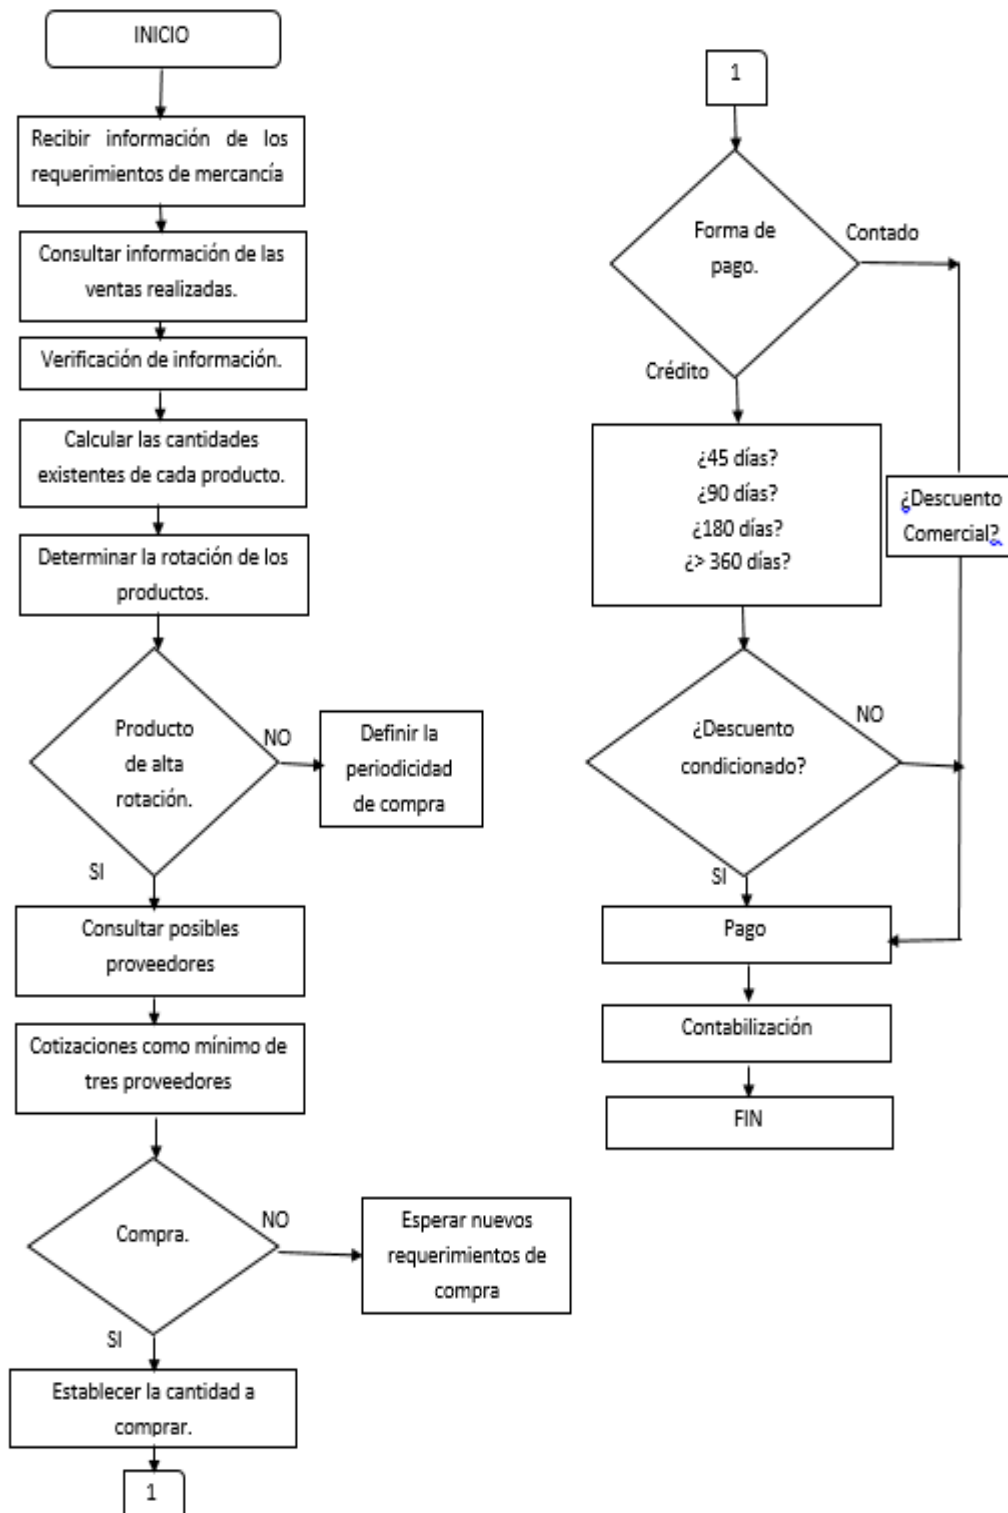 INICIO
Recibir información de los
requerimientos de mercancía
Consultar información de las
ventas realizadas.
Verificación de información.
Calcular las cantidades
existentes de cada producto.
Determinar la rotación de los
productos.
Producto
de alta
rotación.
NO
Definir la
periodicidad
de compra
SI
Consultar posibles
proveedores
Cotizaciones como mínimo de
tres proveedores
Compra.
NO
Esperar nuevos
requerimientos de
compra
SI
Establecer la cantidad a
comprar.
1
1
Forma de
pago.
Contado
Crédito
¿45 días?
¿90 días?
¿180 días?
¿> 360 días?
¿Descuento
Comercial?
¿Descuento
condicionado?
NO
SI
Pago
Contabilización
FIN